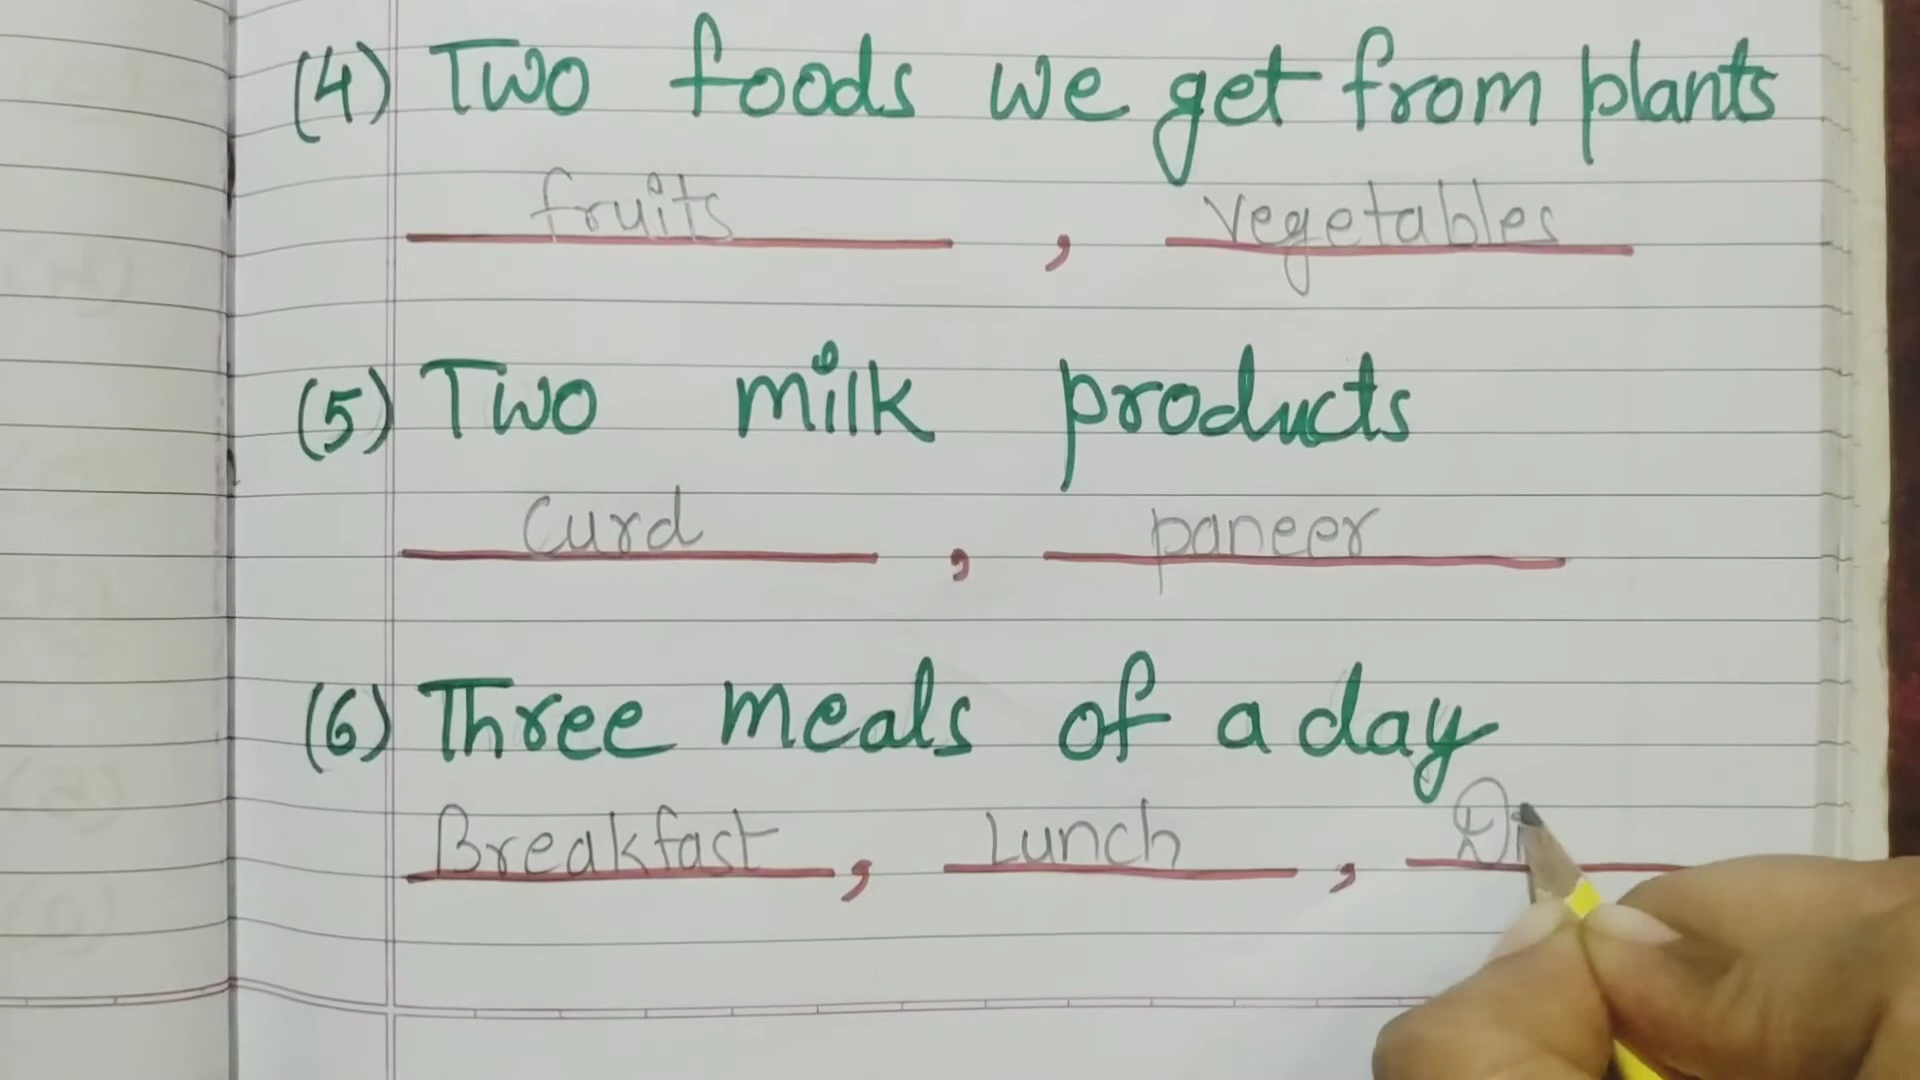 (4) Two foods we get from plants
fruits , vegetables
(5) Two milk products
Curd , paneer
(6) Three meals of a day
Breakfast , Lunch , Di